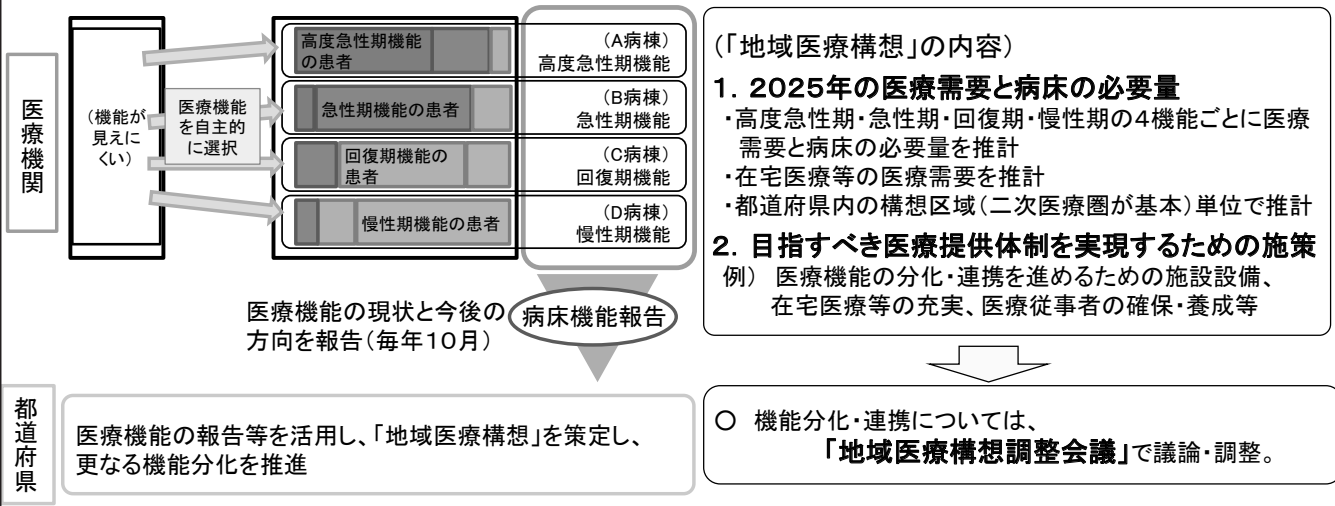 医療機関
(機能が
見えに
くい)
医療機能
を自主的
に選択
高度急性期機能
の患者
(A病棟)
高度急性期機能
急性期機能の患者
(B病棟)
急性期機能
回復期機能の
患者
(C病棟)
回復期機能
慢性期機能の患者
(D病棟)
慢性期機能
医療機能の現状と今後の
方向を報告(毎年10月)
病床機能報告
都道府県
医療機能の報告等を活用し、「地域医療構想」を策定し、
更なる機能分化を推進
(「地域医療構想」の内容)
1. 2025年の医療需要と病床の必要量
・高度急性期・急性期・回復期・慢性期の4機能ごとに医療
需要と病床の必要量を推計
・在宅医療等の医療需要を推計
・都道府県内の構想区域(二次医療圏が基本)単位で推計
2. 目指すべき医療提供体制を実現するための施策
例) 医療機能の分化・連携を進めるための施設設備、
在宅医療等の充実、医療従事者の確保・養成等
○ 機能分化・連携については、
「地域医療構想調整会議」で議論・調整。